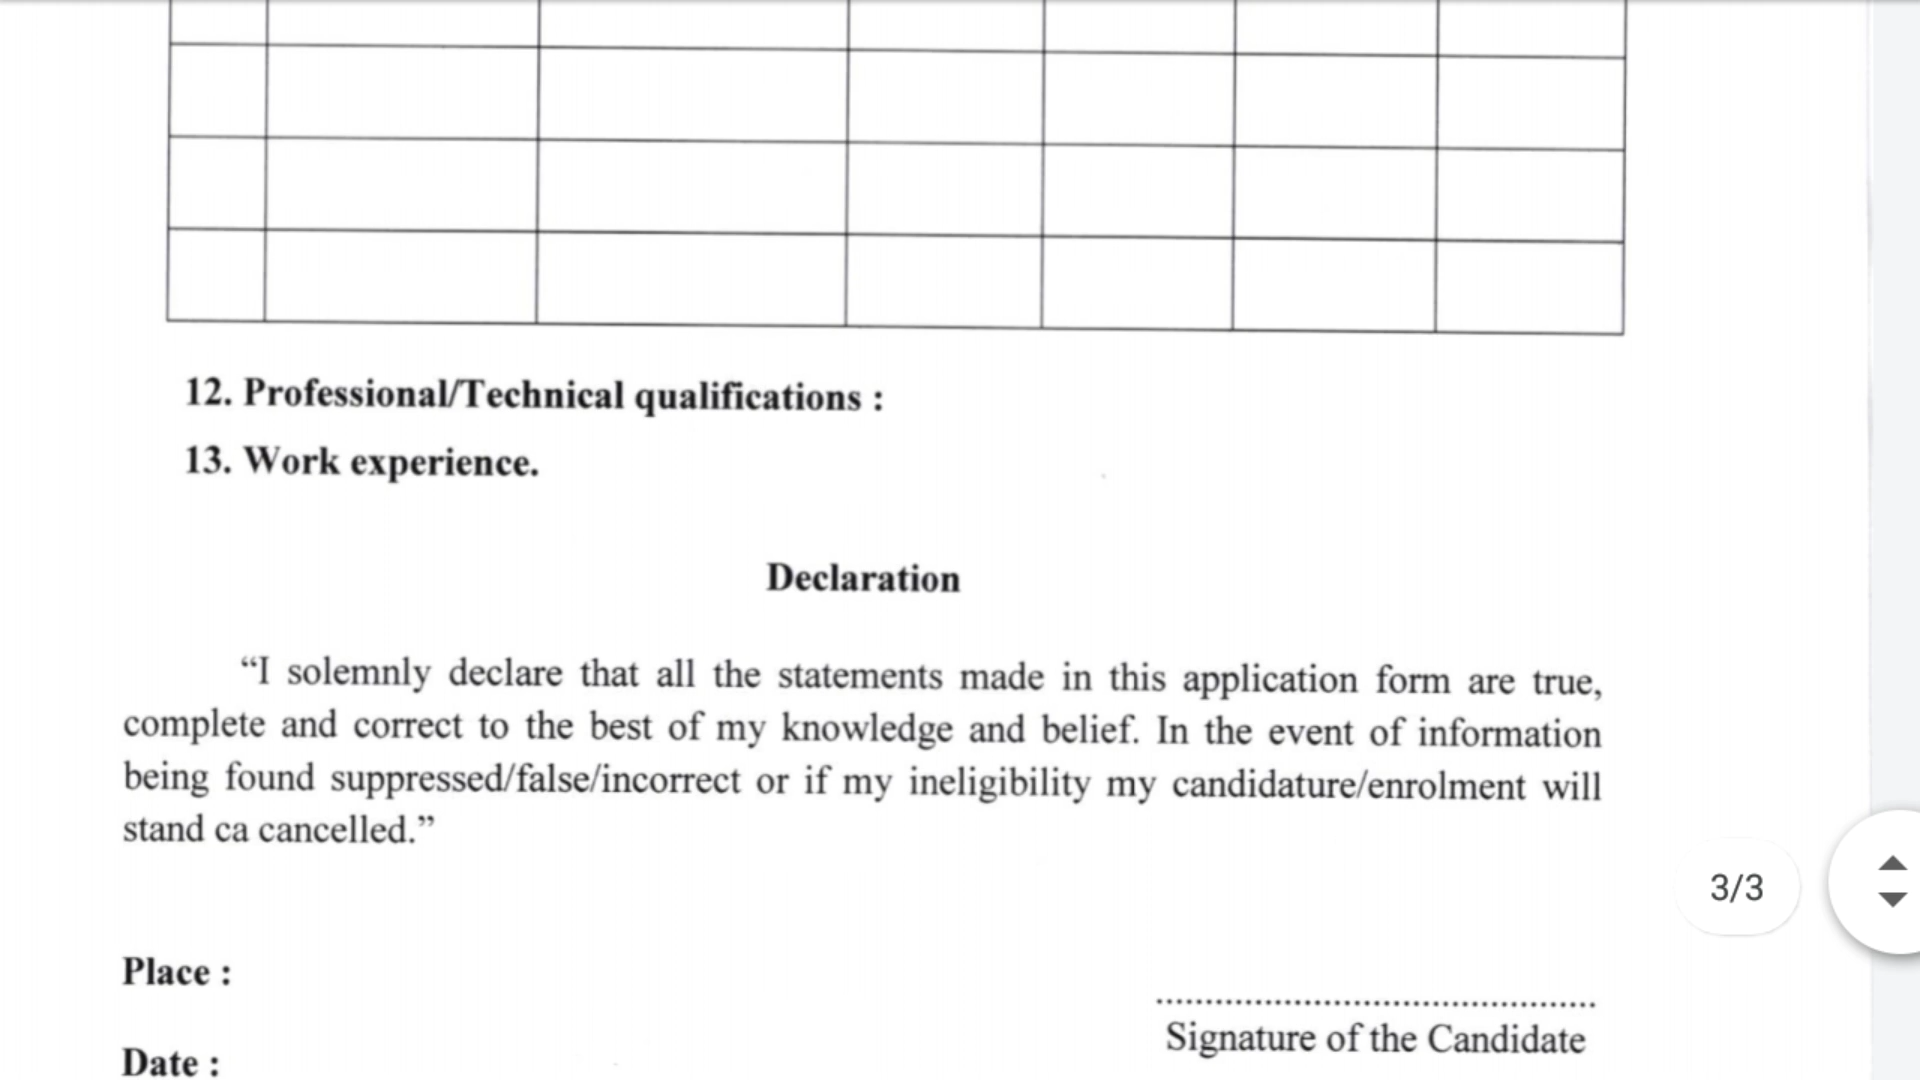 12. Professional/Technical qualifications :
13. Work experience.
Declaration
“I solemnly declare that all the statements made in this application form are true,
complete and correct to the best of my knowledge and belief. In the event of information
being found suppressed/false/incorrect or if my ineligibility my candidature/enrolment will
stand ca cancelled.”
3/3
Place :
..............................................
Signature of the Candidate
Date :